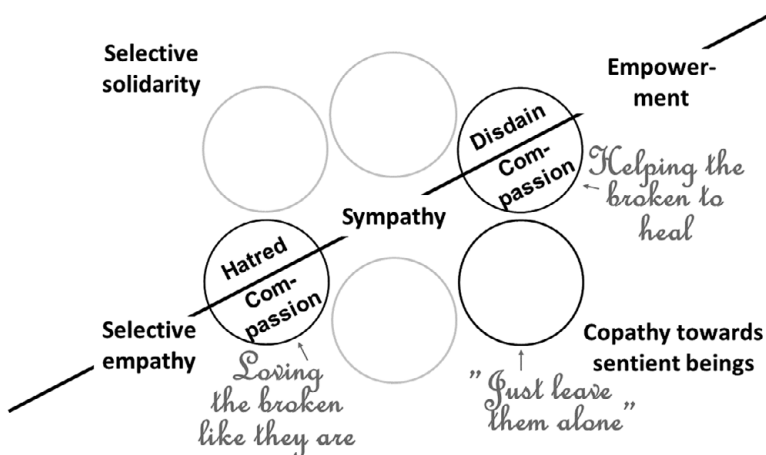 Selective
solidarity
Empower-
ment
Disdain
Com-
passion
Helping the
broken to
heal
Sympathy
Hatred
Com-
passion
Selective
empathy
Copathy towards
sentient beings
Loving
the broken
like they are
"Just leave
them alone"